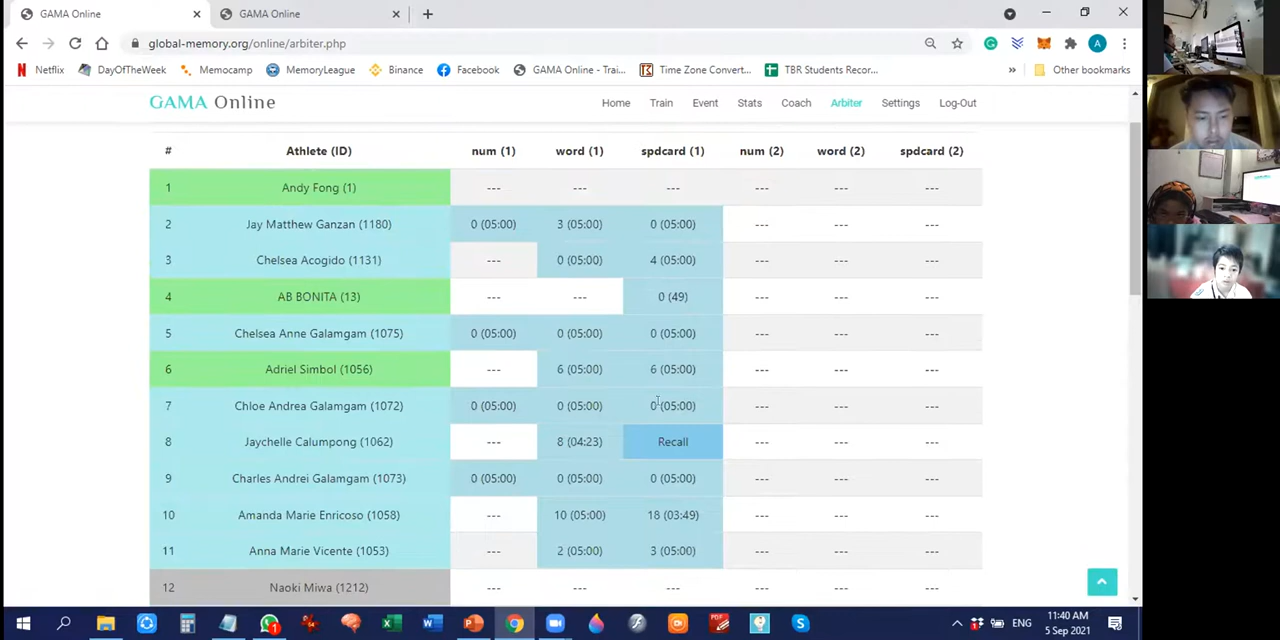 GAMA Online
GAMA Online
global-memory.org/online/arbiter.php
A
Netflix DayOfTheWeek Memocamp MemoryLeague Binance Facebook GAMA Online - Trai... Time Zone Convert... TBR Students Recor... » Other bookmarks
GAMA Online Home Train Event Stats Coach Arbiter Settings Log-Out
# Athlete (ID) num (1) word (1) spdcard (1) num (2) word (2) spdcard (2)
1 Andy Fong (1) --- --- --- --- --- ---
2 Jay Matthew Ganzan (1180) 0 (05:00) 3 (05:00) 0 (05:00) --- --- ---
3 Chelsea Acogido (1131) --- 0 (05:00) 4 (05:00) --- --- ---
4 AB BONITA (13) --- --- 0 (49) --- --- ---
5 Chelsea Anne Galamgam (1075) 0 (05:00) 0 (05:00) 0 (05:00) --- --- ---
6 Adriel Simbol (1056) --- 6 (05:00) 6 (05:00) --- --- ---
7 Chloe Andrea Galamgam (1072) 0 (05:00) 0 (05:00) 0 (05:00) --- --- ---
8 Jaychelle Calumpong (1062) --- 8 (04:23) Recall --- --- ---
9 Charles Andrei Galamgam (1073) 0 (05:00) 0 (05:00) 0 (05:00) --- --- ---
10 Amanda Marie Enricoso (1058) --- 10 (05:00) 18 (03:49) --- --- ---
11 Anna Marie Vicente (1053) --- 2 (05:00) 3 (05:00) --- --- ---
12 Naoki Miwa (1212) --- --- --- --- --- ---
ENG
11:40 AM
5 Sep 2021